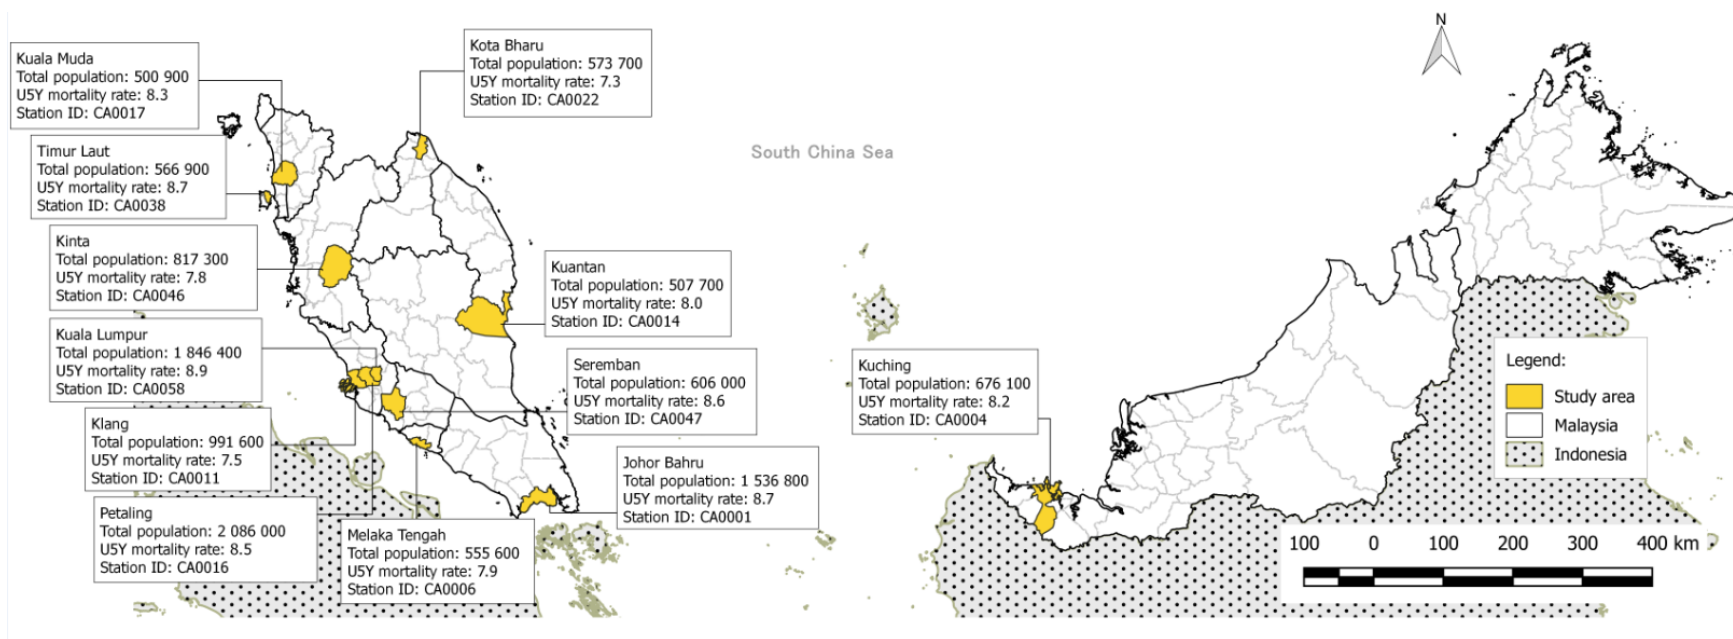 Kuala Muda
Total population: 500 900
U5Y mortality rate: 8.3
Station ID: CA0017
Kota Bharu
Total population: 573 700
U5Y mortality rate: 7.3
Station ID: CA0022
N
Timur Laut
Total population: 566 900
U5Y mortality rate: 8.7
Station ID: CA0038
South China Sea
Kinta
Total population: 817 300
U5Y mortality rate: 7.8
Station ID: CA0046
Kuantan
Total population: 507 700
U5Y mortality rate: 8.0
Station ID: CA0014
Kuala Lumpur
Total population: 1 846 400
U5Y mortality rate: 8.9
Station ID: CA0058
Seremban
Total population: 606 000
U5Y mortality rate: 8.6
Station ID: CA0047
Kuching
Total population: 676 100
U5Y mortality rate: 8.2
Station ID: CA0004
Legend:
Study area
Malaysia
Indonesia
Klang
Total population: 991 600
U5Y mortality rate: 7.5
Station ID: CA0011
Johor Bahru
Total population: 1 536 800
U5Y mortality rate: 8.7
Station ID: CA0001
Petaling
Total population: 2 086 000
U5Y mortality rate: 8.5
Station ID: CA0016
Melaka Tengah
Total population: 555 600
U5Y mortality rate: 7.9
Station ID: CA0006
100 0 100 200 300 400 km